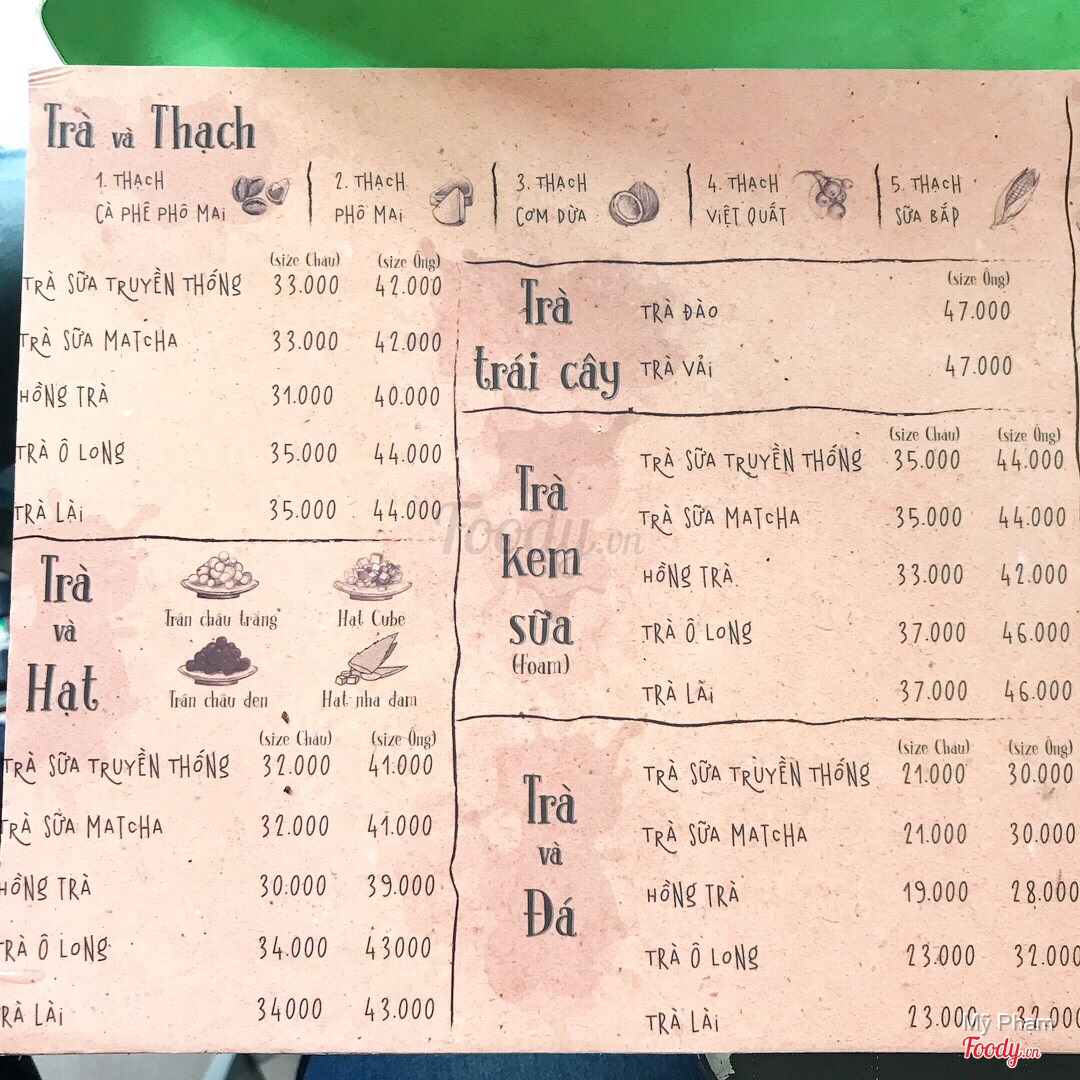 Trà và Thạch
1. THẠCH CÀ PHÊ PHÔ MAI
2. THẠCH PHÔ MAI
3. THẠCH CƠM DỪA
4. THẠCH VIỆT QUẤT
5. THẠCH SỮA BẮP
(size Cháu) (size Ông)
TRÀ SỮA TRUYỀN THỐNG 33.000 42.000
TRÀ SỮA MATCHA 33.000 42.000
HỒNG TRÀ 31.000 40.000
TRÀ Ô LONG 35.000 44.000
TRÀ LÀI 35.000 44.000
Trà và Hạt
Trân châu trắng
Hạt Cube
Trân châu đen
Hạt nha đam
(size Cháu) (size Ông)
TRÀ SỮA TRUYỀN THỐNG 32.000 41.000
TRÀ SỮA MATCHA 32.000 41.000
HỒNG TRÀ 30.000 39.000
TRÀ Ô LONG 34.000 43000
TRÀ LÀI 34000 43.000
Trà trái cây
(size Ông)
TRÀ ĐÀO 47.000
TRÀ VẢI 47.000
Trà kem sữa
(Foam)
(size Cháu) (size Ông)
TRÀ SỮA TRUYỀN THỐNG 35.000 44.000
TRÀ SỮA MATCHA 35.000 44.000
HỒNG TRÀ 33.000 42.000
TRÀ Ô LONG 37.000 46.000
TRÀ LÀI 37.000 46.000
Trà và Đá
(size Cháu) (size Ông)
TRÀ SỮA TRUYỀN THỐNG 21.000 30.000
TRÀ SỮA MATCHA 21.000 30.000
HỒNG TRÀ 19.000 28.000
TRÀ Ô LONG 23.000 32.000
TRÀ LÀI 23.000 32.000
Foody.vn
Mỹ Phạm
Foody.vn